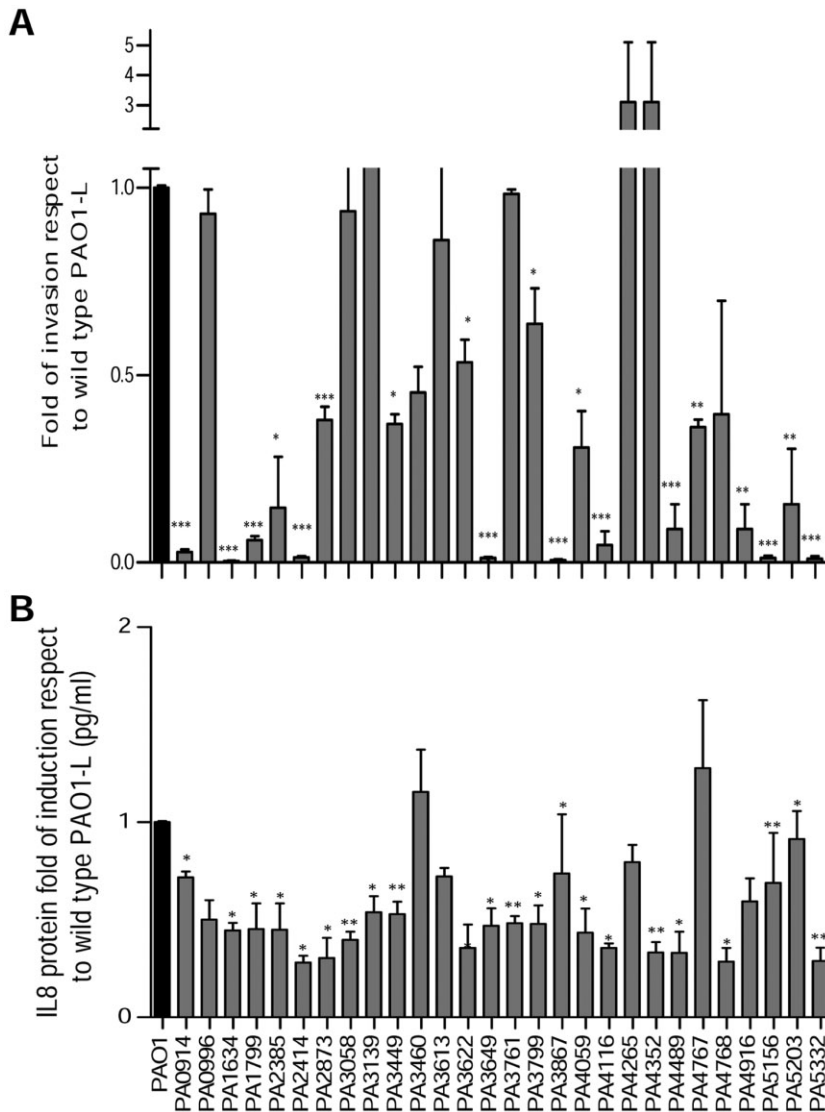 A
5
4
3
1.0
0.5
0.0
Fold of invasion respect
to wild type PAO1-L
***
***
***
*
***
***
*
*
***
*
***
*
***
***
**
**
***
**
***
B
2
1
0
IL8 protein fold of induction respect
to wild type PAO1-L (pg/ml)
*
*
*
*
*
**
*
**
*
*
**
*
*
*
*
**
*
*
**
*
**
PAO1
PA0914
PA0996
PA1634
PA1799
PA2385
PA2414
PA2873
PA3058
PA3139
PA3449
PA3460
PA3613
PA3622
PA3649
PA3761
PA3799
PA3867
PA4059
PA4116
PA4265
PA4352
PA4489
PA4767
PA4768
PA4916
PA5156
PA5203
PA5332